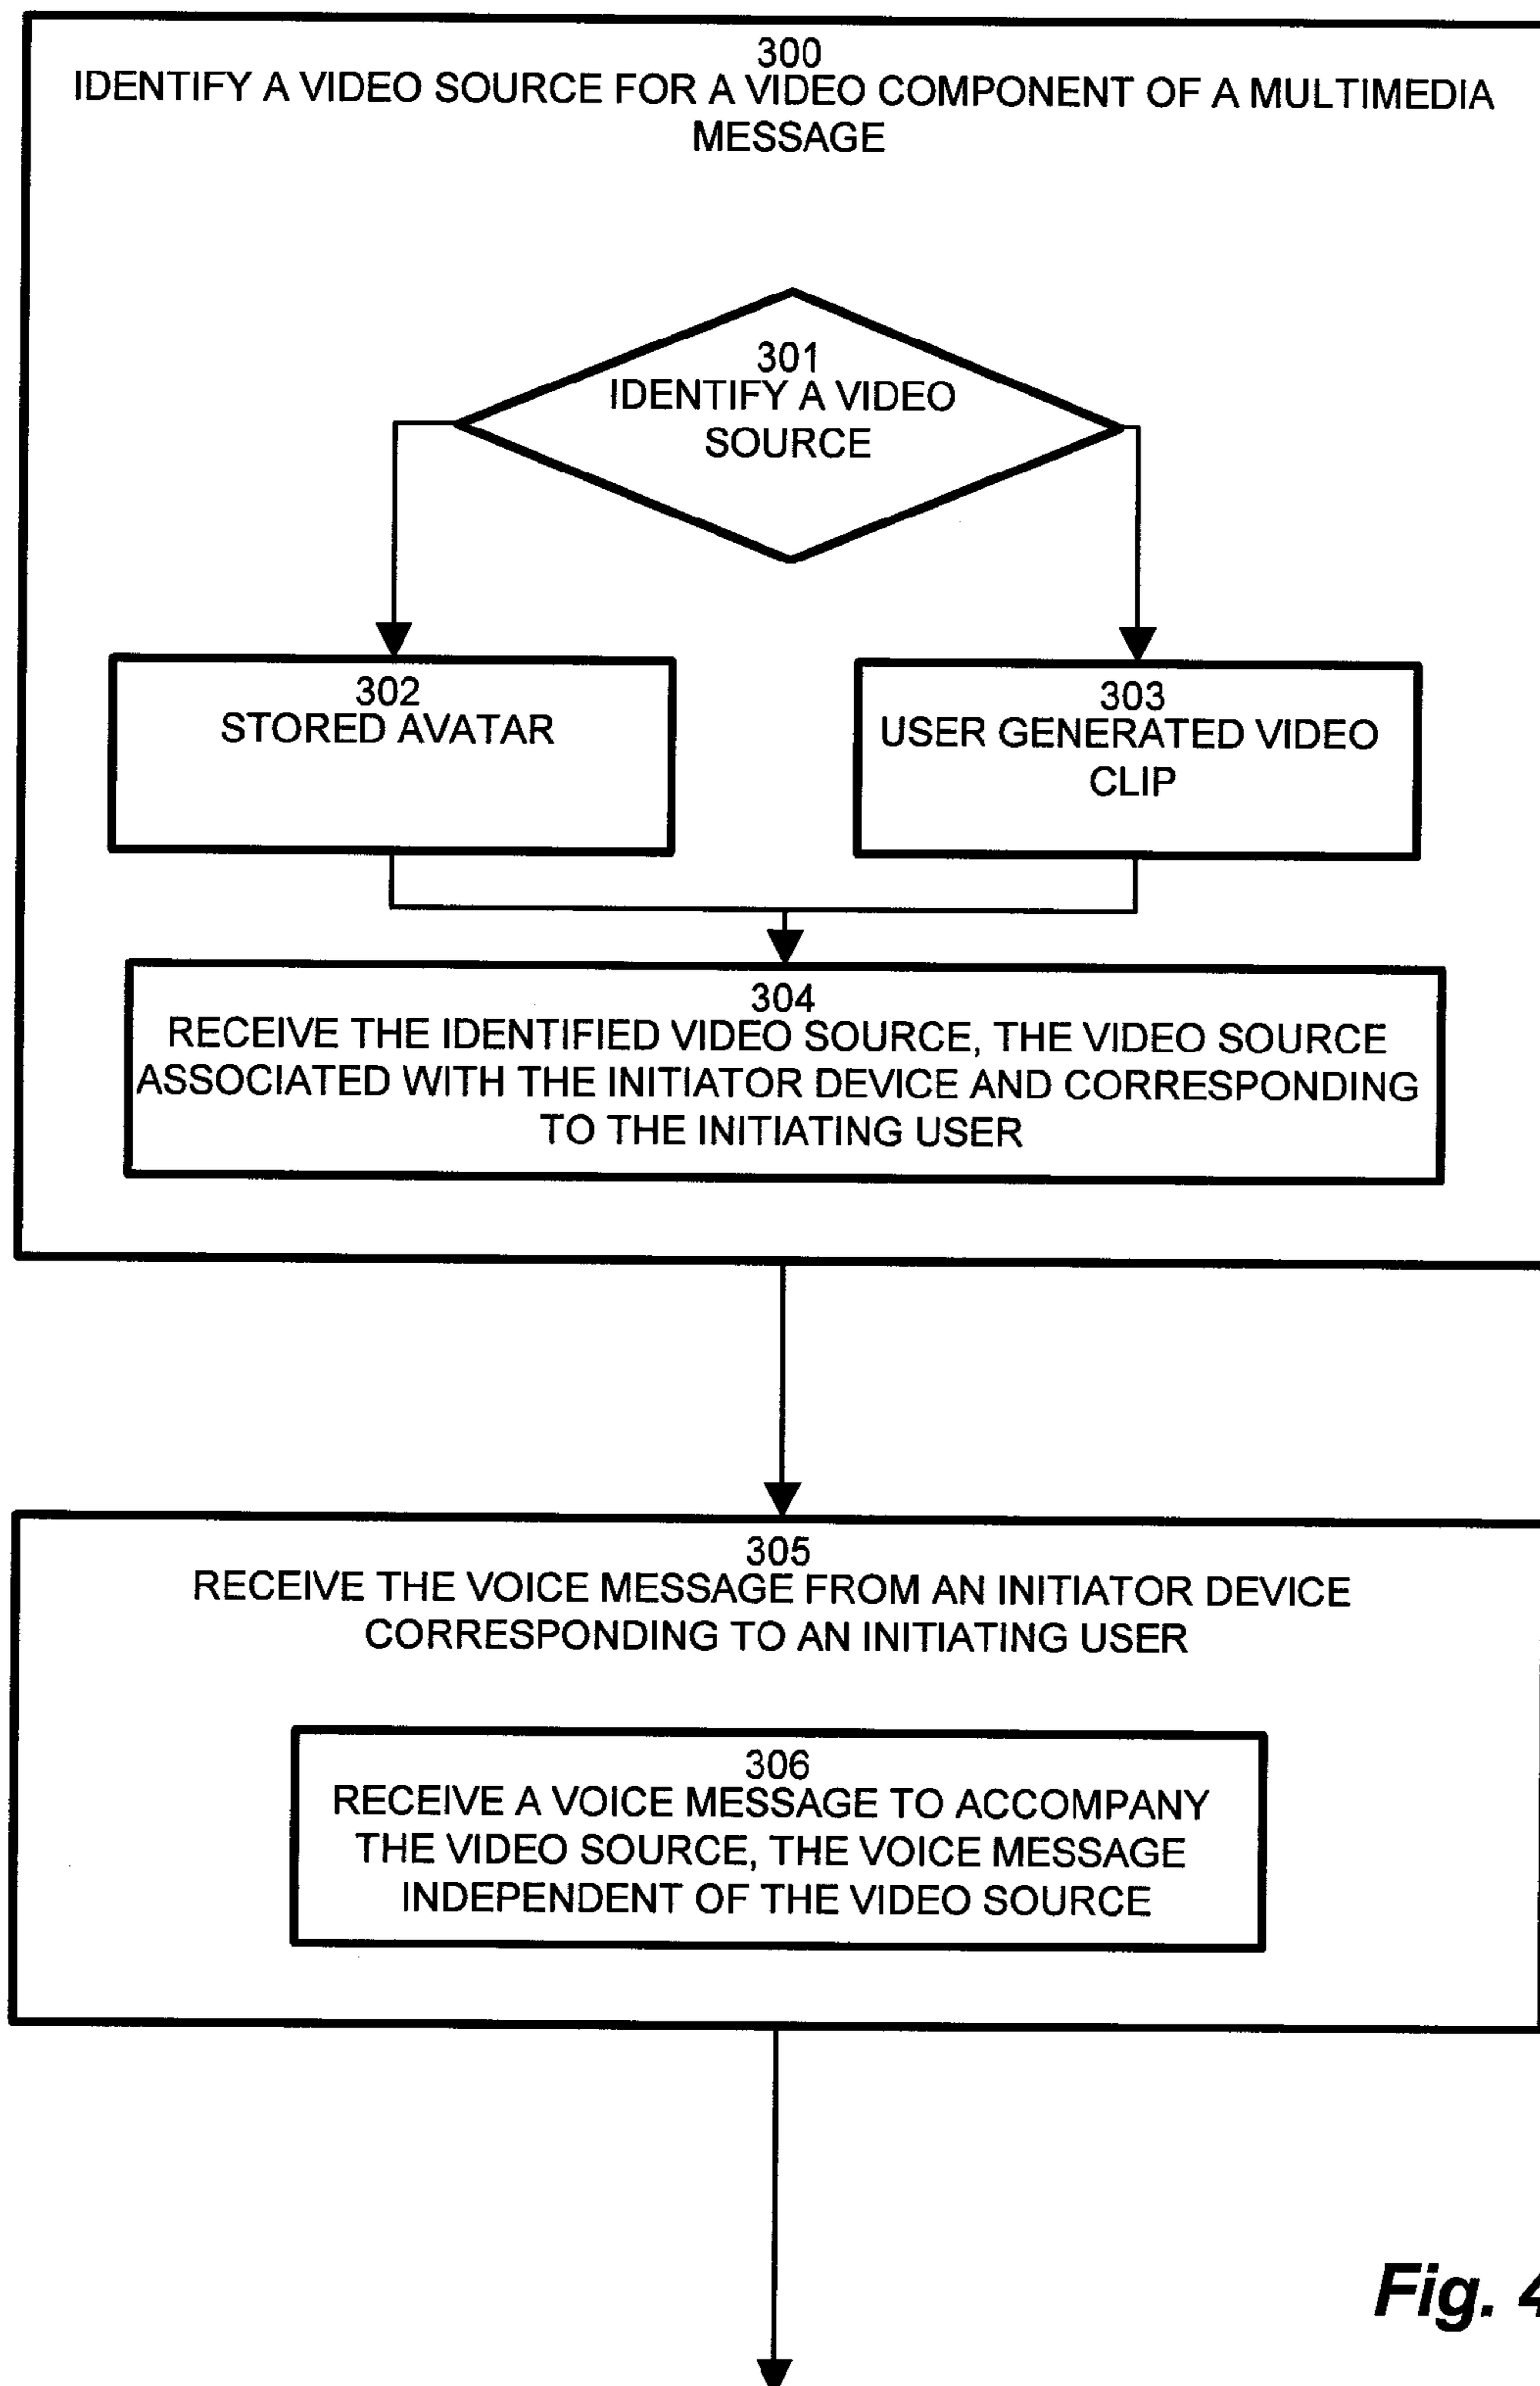 300
IDENTIFY A VIDEO SOURCE FOR A VIDEO COMPONENT OF A MULTIMEDIA
MESSAGE
301
IDENTIFY A VIDEO
SOURCE
302
STORED AVATAR
303
USER GENERATED VIDEO
CLIP
304
RECEIVE THE IDENTIFIED VIDEO SOURCE, THE VIDEO SOURCE
ASSOCIATED WITH THE INITIATOR DEVICE AND CORRESPONDING
TO THE INITIATING USER
305
RECEIVE THE VOICE MESSAGE FROM AN INITIATOR DEVICE
CORRESPONDING TO AN INITIATING USER
306
RECEIVE A VOICE MESSAGE TO ACCOMPANY
THE VIDEO SOURCE, THE VOICE MESSAGE
INDEPENDENT OF THE VIDEO SOURCE
Fig. 4